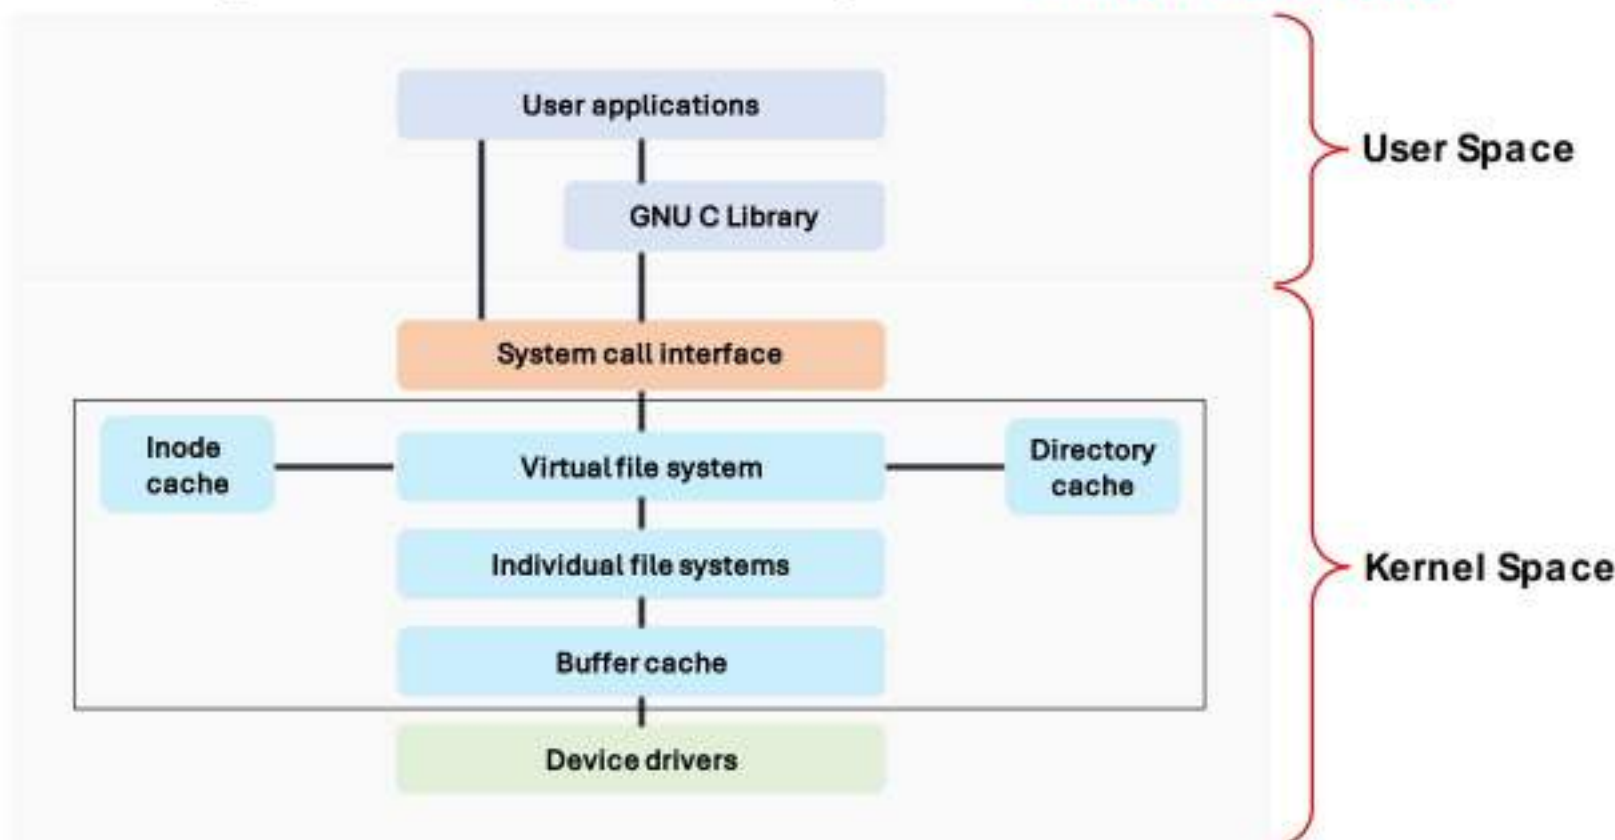 User applications
User Space
GNU C Library
System call interface
Inode
cache
Virtual file system
Directory
cache
Individual file systems
Kernel Space
Buffer cache
Device drivers